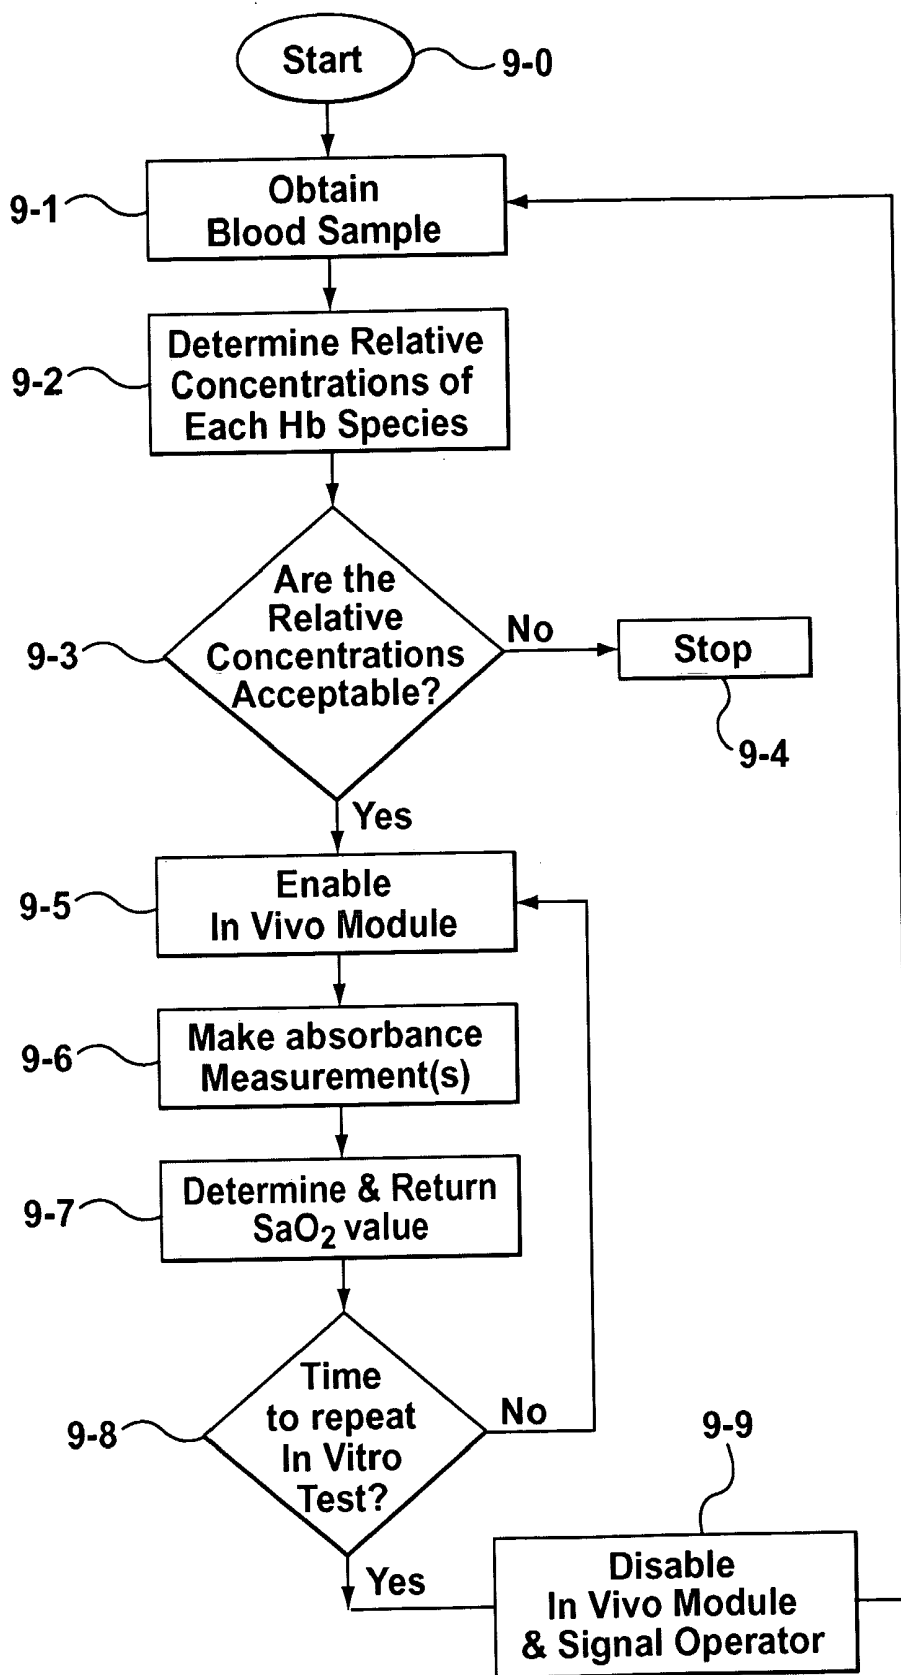 Start
9-0
9-1
Obtain
Blood Sample
9-2
Determine Relative
Concentrations of
Each Hb Species
9-3
Are the
Relative
Concentrations
Acceptable?
No
Stop
9-4
Yes
9-5
Enable
In Vivo Module
9-6
Make absorbance
Measurement(s)
9-7
Determine & Return
SaO2 value
9-8
Time
to repeat
In Vitro
Test?
No
Yes
9-9
Disable
In Vivo Module
& Signal Operator